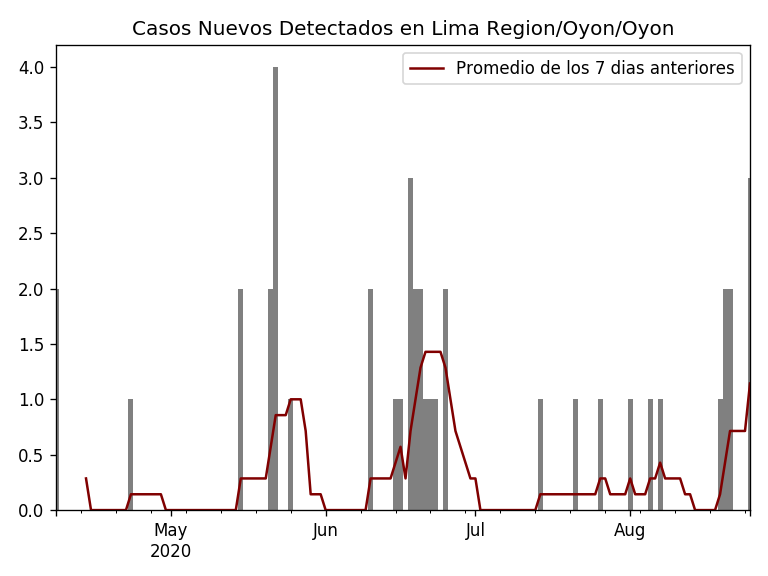 Casos Nuevos Detectados en Lima Region/Oyon/Oyon
Promedio de los 7 dias anteriores
4.0
3.5
3.0
2.5
2.0
1.5
1.0
0.5
0.0
May
2020
Jun
Jul
Aug